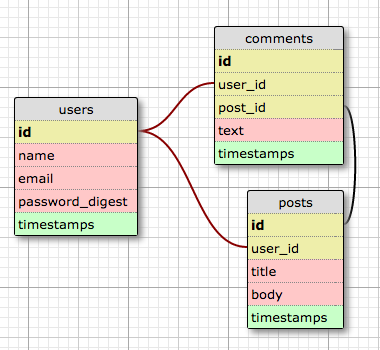 users
id
name
email
password_digest
timestamps
comments
id
user_id
post_id
text
timestamps
posts
id
user_id
title
body
timestamps